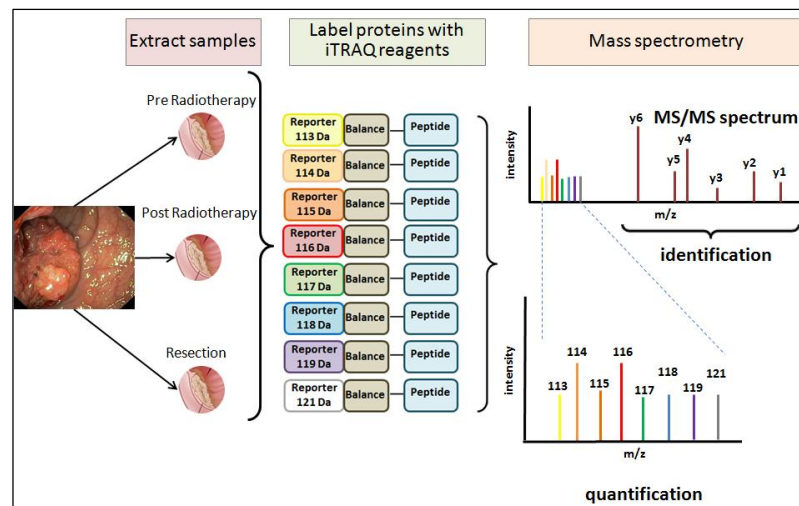 Extract samples
Label proteins with
iTRAQ reagents
Mass spectrometry
Pre Radiotherapy
Post Radiotherapy
Resection
Reporter
113 Da
Balance
Peptide
Reporter
114 Da
Balance
Peptide
Reporter
115 Da
Balance
Peptide
Reporter
116 Da
Balance
Peptide
Reporter
117 Da
Balance
Peptide
Reporter
118 Da
Balance
Peptide
Reporter
119 Da
Balance
Peptide
Reporter
121 Da
Balance
Peptide
MS/MS spectrum
intensity
y6
y5
y4
y3
y2
y1
m/z
identification
intensity
113
114
115
116
117
118
119
121
m/z
quantification